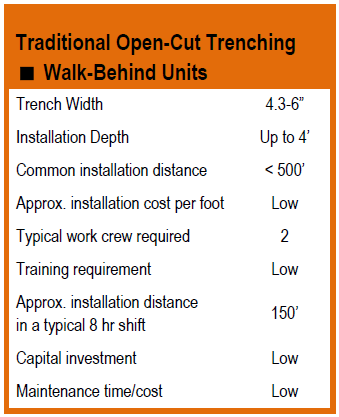 Traditional Open-Cut Trenching
■ Walk-Behind Units
Trench Width 4.3-6”
Installation Depth Up to 4’
Common installation distance < 500’
Approx. installation cost per foot Low
Typical work crew required 2
Training requirement Low
Approx. installation distance
in a typical 8 hr shift 150’
Capital investment Low
Maintenance time/cost Low